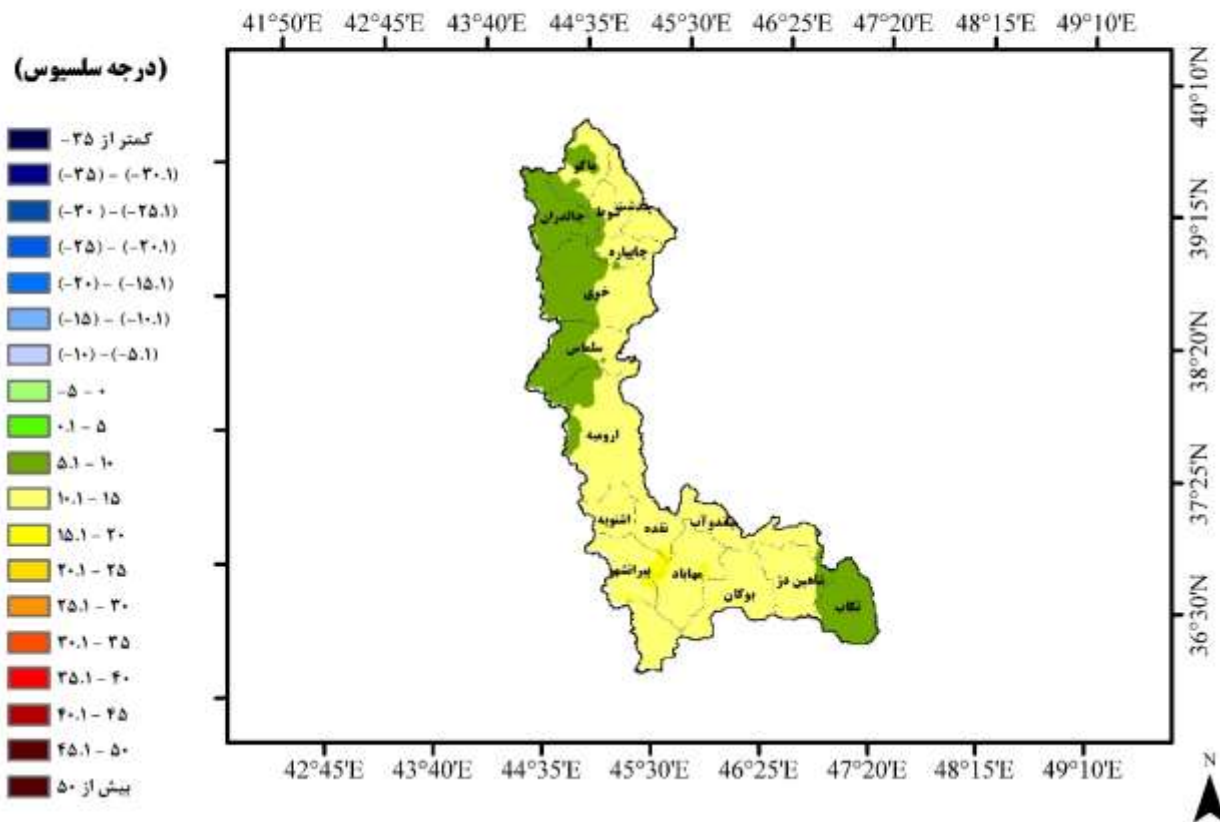 41°50'E 42°45'E 43°40'E 44°35'E 45°30'E 46°25'E 47°20'E 48°15'E 49°10'E
(درجه سلسیوس)
کمتر از ۳۵-
(-۳۵) - (-۳۰.۱)
(-۳۰) - (-۲۵.۱)
(-۲۵) - (-۲۰.۱)
(-۲۰) - (-۱۵.۱)
(-۱۵) - (-۱۰.۱)
(-۱۰) - (-۵.۱)
-۵ - ۰
۰.۱ - ۵
۵.۱ - ۱۰
۱۰.۱ - ۱۵
۱۵.۱ - ۲۰
۲۰.۱ - ۲۵
۲۵.۱ - ۳۰
۳۰.۱ - ۳۵
۳۵.۱ - ۴۰
۴۰.۱ - ۴۵
۴۵.۱ - ۵۰
بیش از ۵۰
ماکو
چالدران
شوط
چایپاره
خوی
سلماس
ارومیه
اشنویه
نقده
میاندوآب
پیرانشهر
مهاباد
بوکان
شاهین دژ
تکاب
40°10'N
39°15'N
38°20'N
37°25'N
36°30'N
42°45'E 43°40'E 44°35'E 45°30'E 46°25'E 47°20'E 48°15'E 49°10'E
N